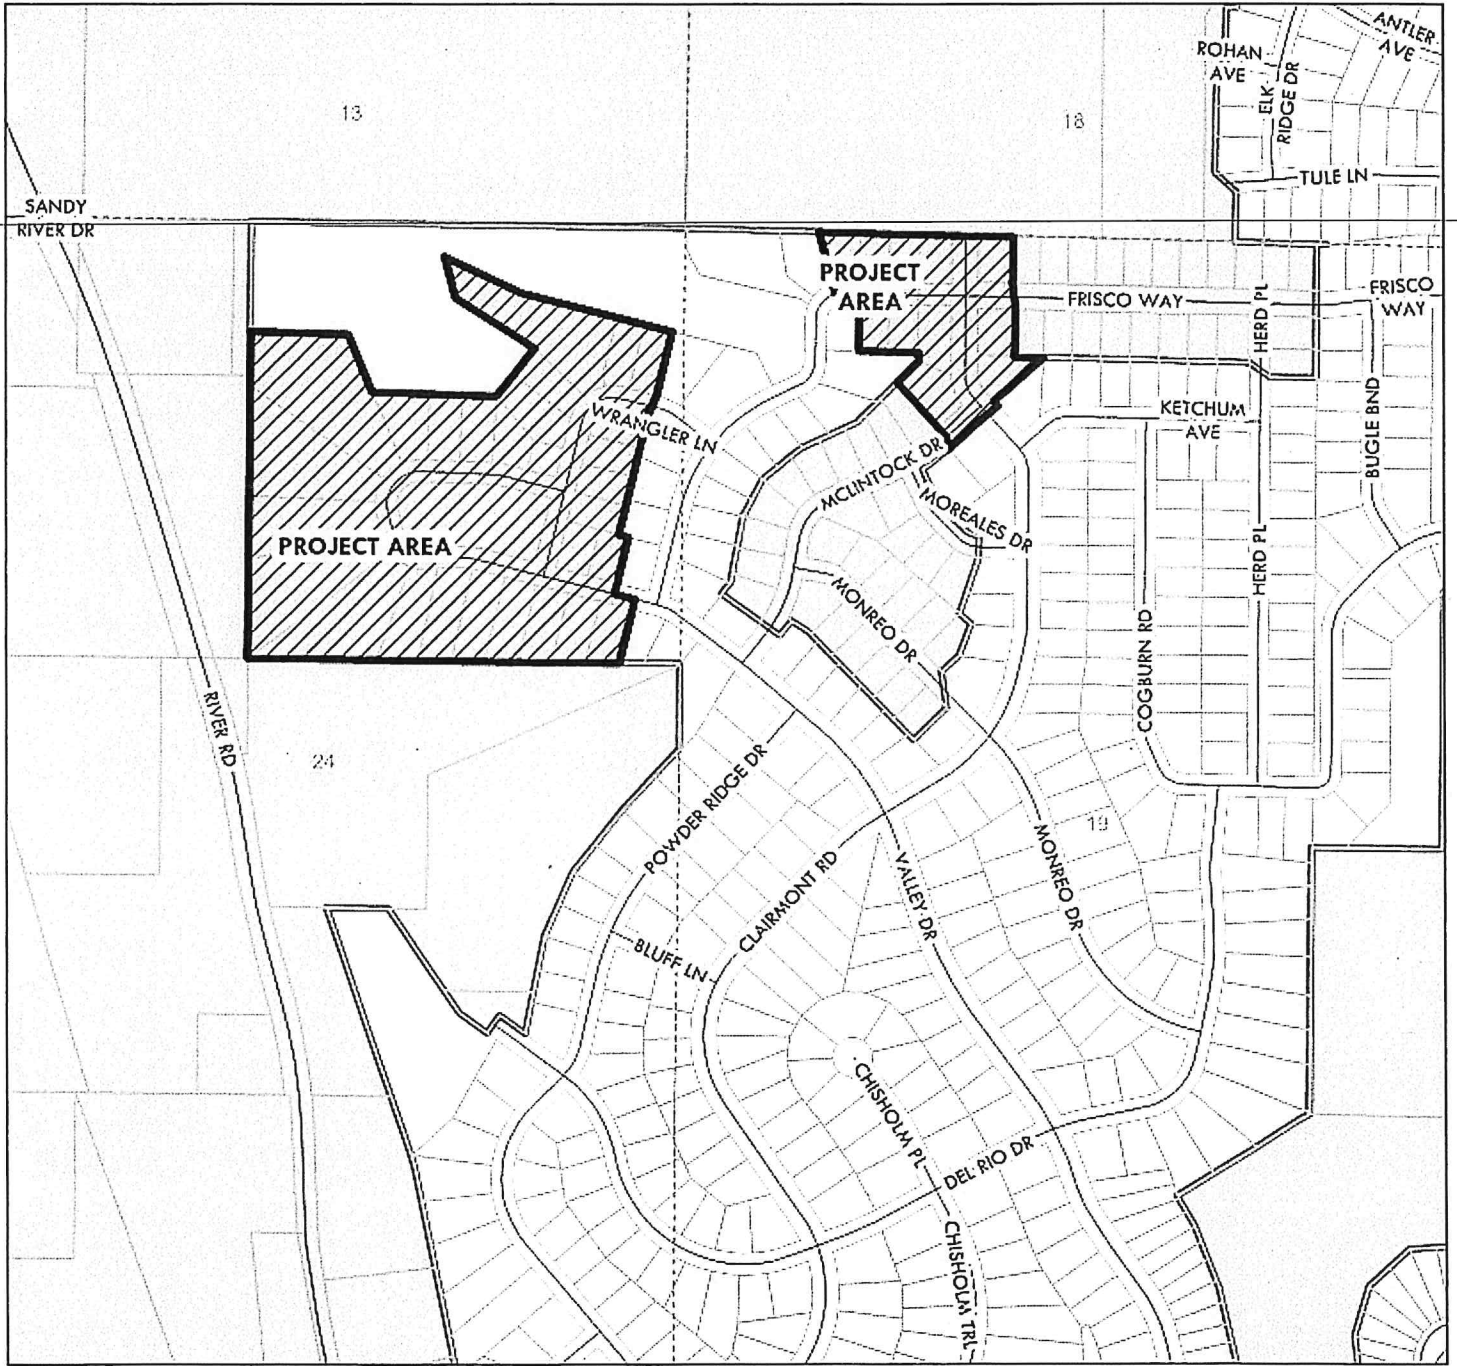 ANTLER
AVE
ROHAN
AVE
ELK
RIDGE DR
13
18
TULE LN
SANDY
RIVER DR
PROJECT
AREA
FRISCO WAY
FRISCO
WAY
HERD PL
WRANGLER LN
KETCHUM
AVE
BUGLE BND
MCLINTOCK DR
MOREALES DR
PROJECT AREA
HERD PL
MONREO DR
COGBURN RD
RIVER RD
24
POWDER RIDGE DR
19
MONREO DR
CLAIRMONT RD
VALLEY DR
BLUFF LN
CHISHOLM PL
DEL RIO DR
CHISHOLM TRL